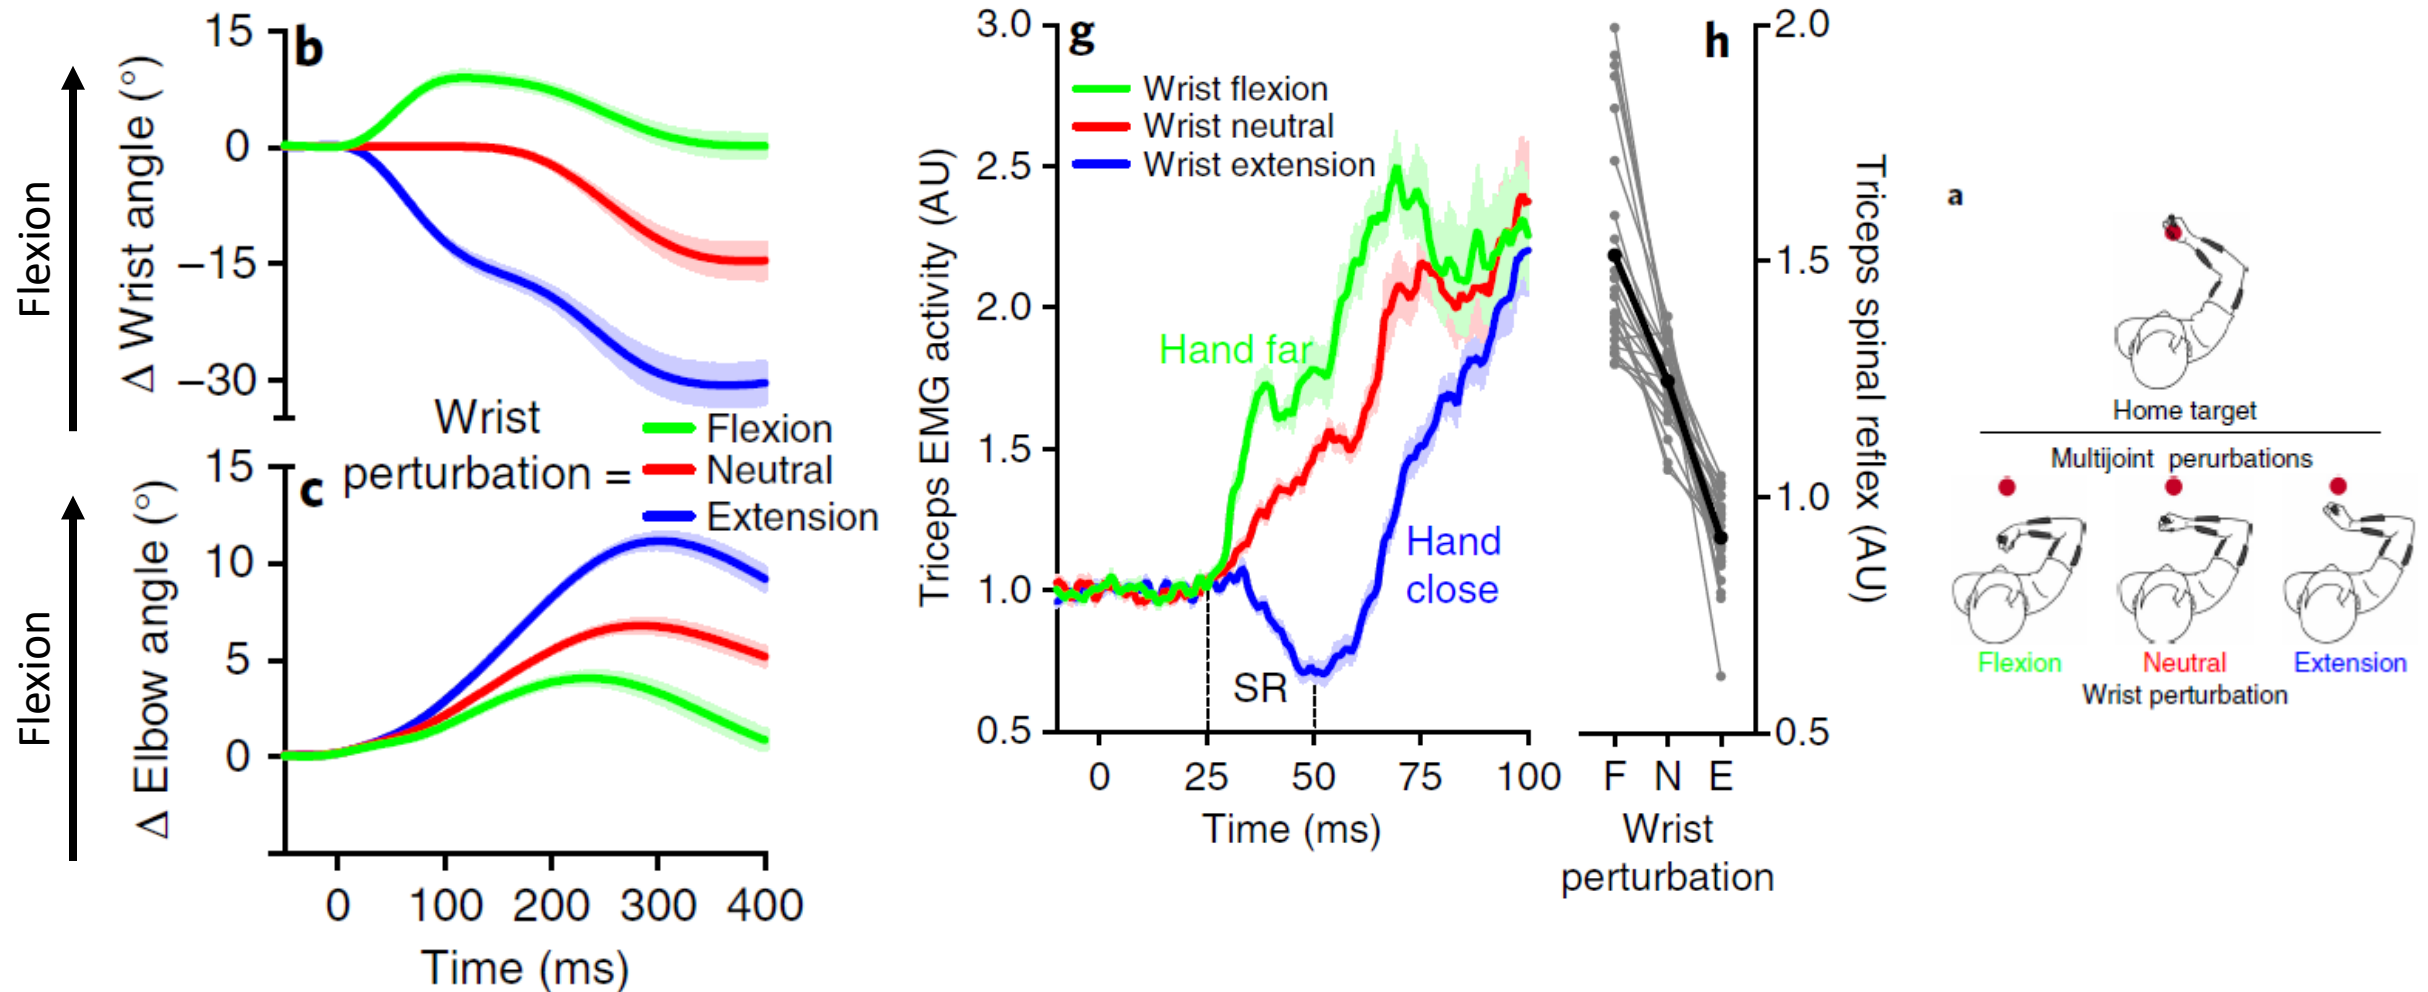 b
15
0
−15
−30
Δ Wrist angle (°)
Flexion
Wrist
perturbation =
Flexion
Neutral
Extension
c
15
10
5
0
Δ Elbow angle (°)
Flexion
0 100 200 300 400
Time (ms)
g
3.0
2.5
2.0
1.5
1.0
0.5
Triceps EMG activity (AU)
Wrist flexion
Wrist neutral
Wrist extension
Hand far
Hand
close
SR
0 25 50 75 100
Time (ms)
h
2.0
1.5
1.0
0.5
Triceps spinal reflex (AU)
F N E
Wrist
perturbation
a
Home target
Multijoint perurbations
Flexion Neutral Extension
Wrist perturbation